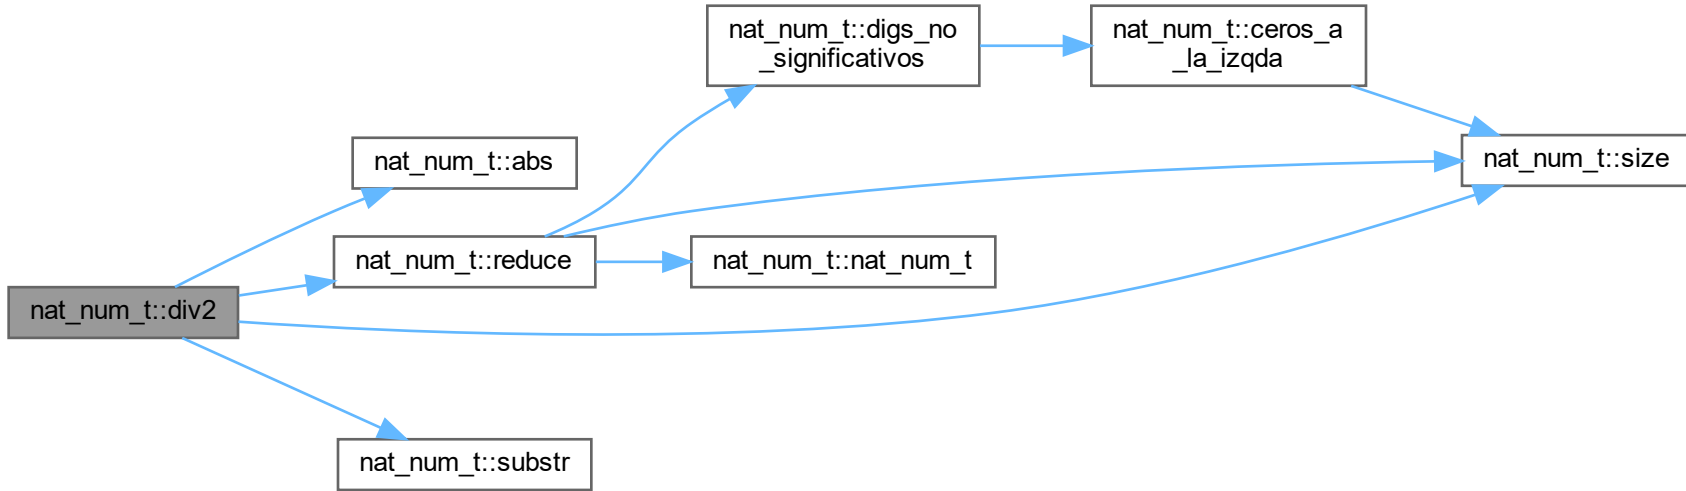 nat_num_t::digs_no
_significativos
nat_num_t::ceros_a
_la_izqda
nat_num_t::abs
nat_num_t::size
nat_num_t::reduce
nat_num_t::nat_num_t
nat_num_t::div2
nat_num_t::substr